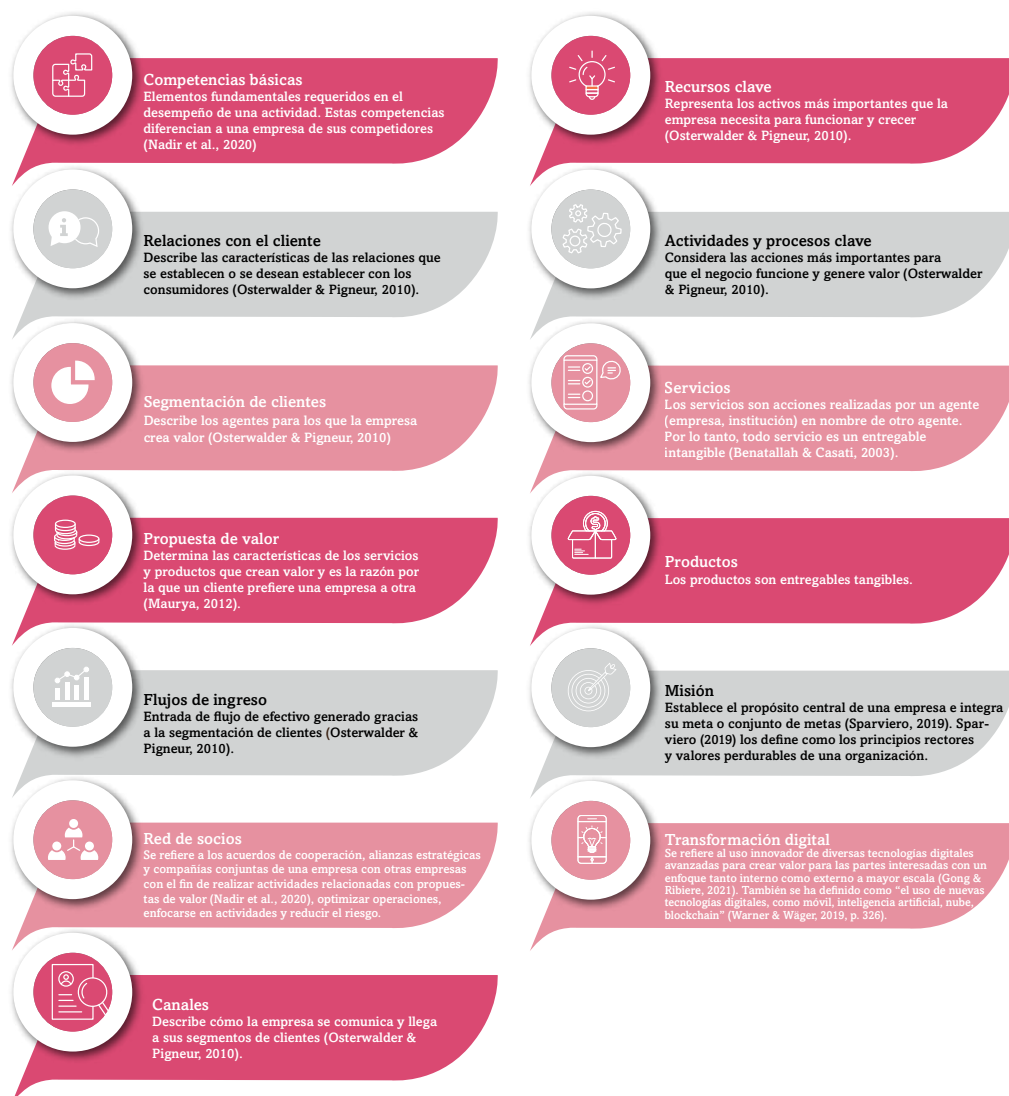 Competencias básicas
Elementos fundamentales requeridos en el
desempeño de una actividad. Estas competencias
diferencian a una empresa de sus competidores
(Nadir et al., 2020)
Relaciones con el cliente
Describe las características de las relaciones que
se establecen o se desean establecer con los
consumidores (Osterwalder & Pigneur, 2010).
Segmentación de clientes
Describe los agentes para los que la empresa
crea valor (Osterwalder & Pigneur, 2010)
Propuesta de valor
Determina las características de los servicios
y productos que crean valor y es la razón por
la que un cliente prefiere una empresa a otra
(Maurya, 2012).
Flujos de ingreso
Entrada de flujo de efectivo generado gracias
a la segmentación de clientes (Osterwalder &
Pigneur, 2010).
Red de socios
Se refiere a los acuerdos de cooperación, alianzas estratégicas
y compañías conjuntas de una empresa con otras empresas
con el fin de realizar actividades relacionadas con propues-
tas de valor (Nadir et al., 2020), optimizar operaciones,
enfocarse en actividades y reducir el riesgo.
Canales
Describe cómo la empresa se comunica y llega
a sus segmentos de clientes (Osterwalder &
Pigneur, 2010).
Recursos clave
Representa los activos más importantes que la
empresa necesita para funcionar y crecer
(Osterwalder & Pigneur, 2010).
Actividades y procesos clave
Considera las acciones más importantes para
que el negocio funcione y genere valor (Osterwalder
& Pigneur, 2010).
Servicios
Los servicios son acciones realizadas por un agente
(empresa, institución) en nombre de otro agente.
Por lo tanto, todo servicio es un entregable
intangible (Benatallah & Casati, 2003).
Productos
Los productos son entregables tangibles.
Misión
Establece el propósito central de una empresa e integra
su meta o conjunto de metas (Sparviero, 2019). Spar-
viero (2019) los define como los principios rectores
y valores perdurables de una organización.
Transformación digital
Se refiere al uso innovador de diversas tecnologías digitales
avanzadas para crear valor para las partes interesadas con un
enfoque tanto interno como externo a mayor escala (Gong &
Ribiere, 2021). También se ha definido como “el uso de nuevas
tecnologías digitales, como móvil, inteligencia artificial, nube,
blockchain” (Warner & Wäger, 2019, p. 326).